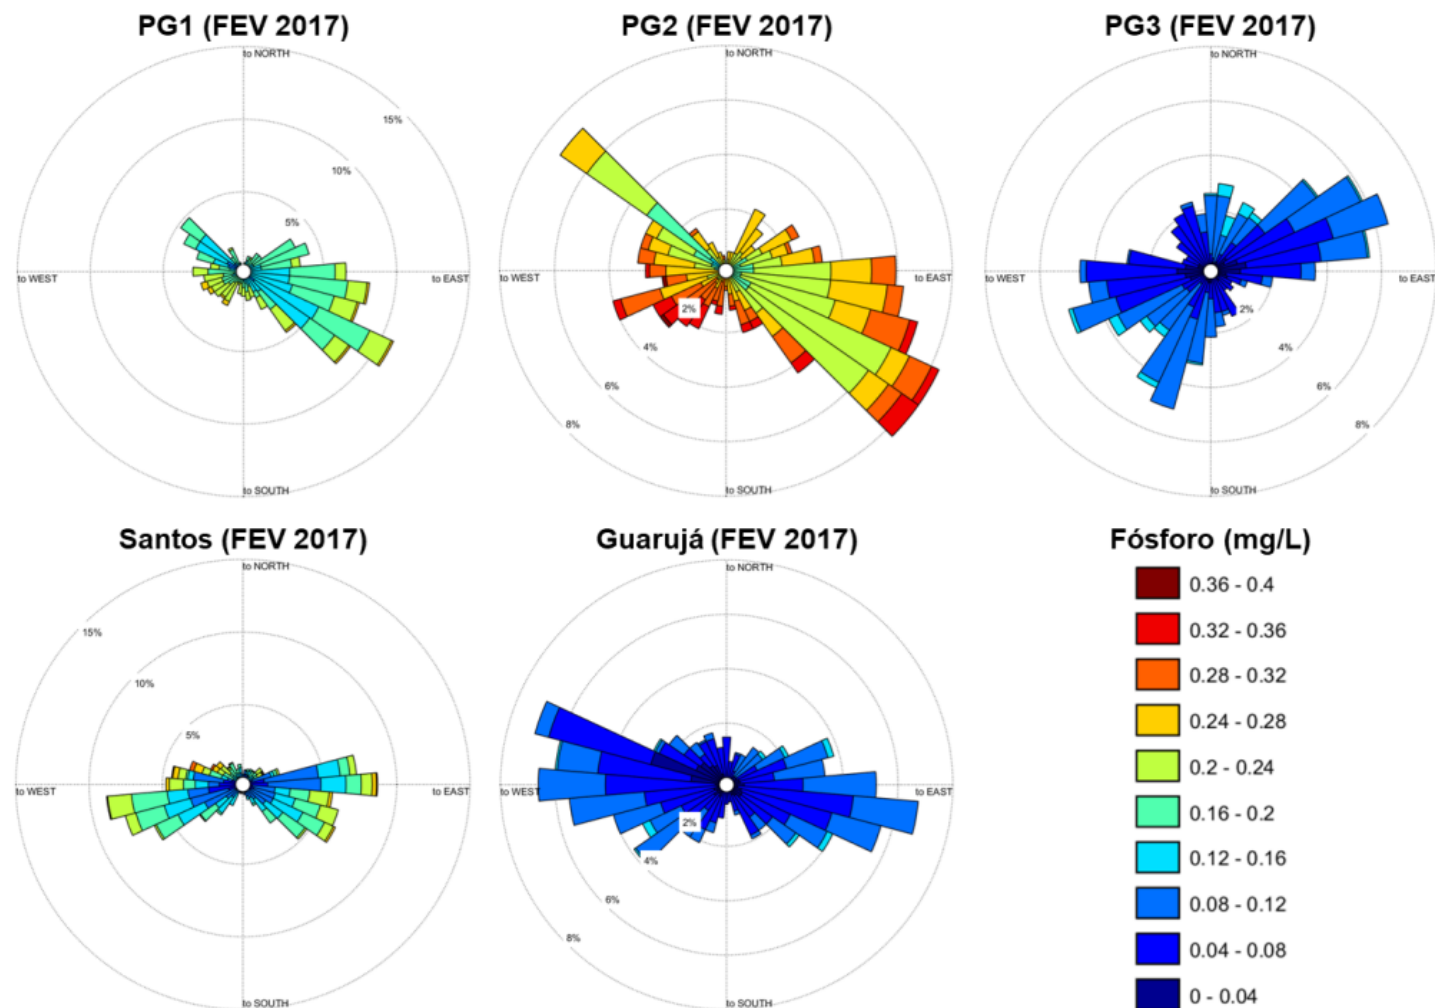 PG1 (FEV 2017)
to NORTH
15%
10%
5%
to WEST
to EAST
to SOUTH
PG2 (FEV 2017)
to NORTH
to WEST
to EAST
2%
4%
6%
8%
to SOUTH
PG3 (FEV 2017)
to NORTH
to WEST
to EAST
2%
4%
6%
8%
to SOUTH
Santos (FEV 2017)
to NORTH
15%
10%
5%
to WEST
to EAST
to SOUTH
Guarujá (FEV 2017)
to NORTH
to WEST
to EAST
2%
4%
6%
8%
to SOUTH
Fósforo (mg/L)
0.36 - 0.4
0.32 - 0.36
0.28 - 0.32
0.24 - 0.28
0.2 - 0.24
0.16 - 0.2
0.12 - 0.16
0.08 - 0.12
0.04 - 0.08
0 - 0.04